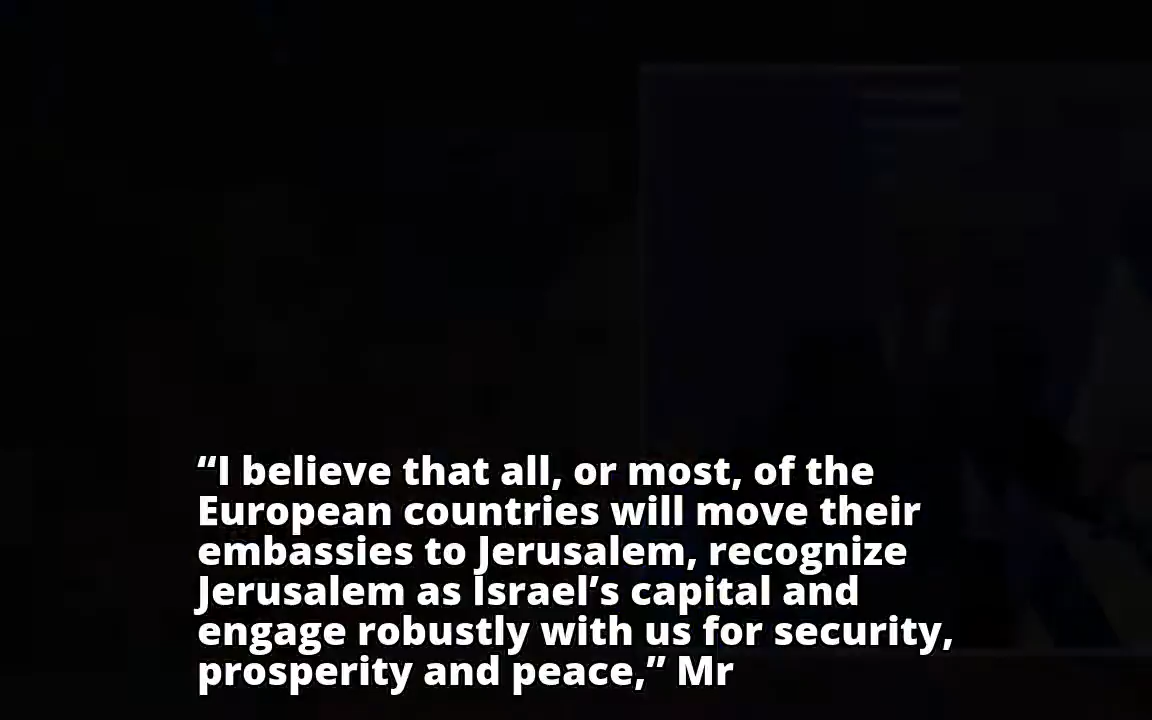 “I believe that all, or most, of the
European countries will move their
embassies to Jerusalem, recognize
Jerusalem as Israel’s capital and
engage robustly with us for security,
prosperity and peace,” Mr